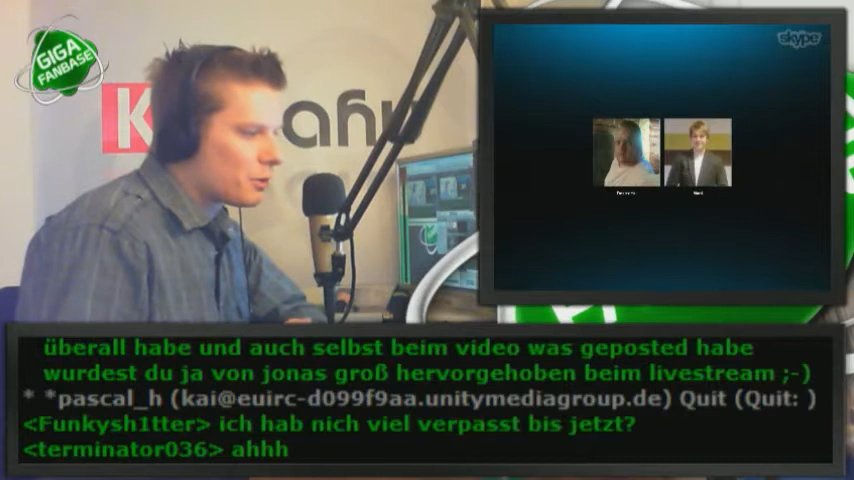 GIGA
FANBASE
K
ahy
skype
überall habe und auch selbst beim video was geposted habe
wurdest du ja von jonas groß hervorgehoben beim livestream ;-)
* *pascal_h (kai@euirc-d099f9aa.unitymediagroup.de) Quit (Quit: )
<Funkysh1tter> ich hab nich viel verpasst bis jetzt?
<terminator036> ahhh